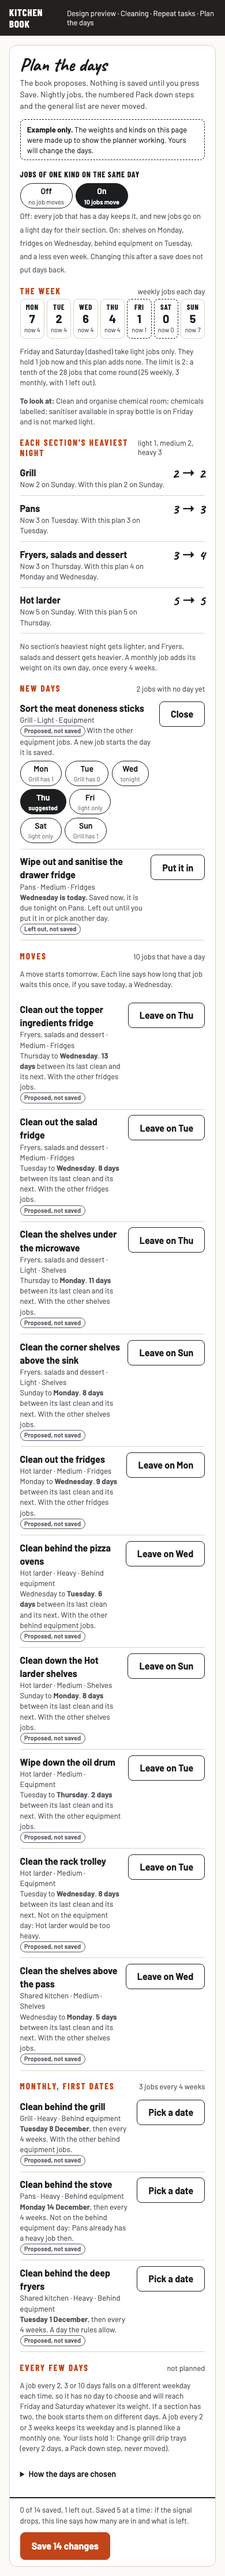 KITCHEN BOOK
Design preview · Cleaning · Repeat tasks · Plan the days
Plan the days
The book proposes. Nothing is saved until you press Save. Nightly jobs, the numbered Pack down steps and the general list are never moved.
Example only. The weights and kinds on this page were made up to show the planner working. Yours will change the days.
JOBS OF ONE KIND ON THE SAME DAY
Off
no job moves
On
10 jobs move
Off: every job that has a day keeps it, and new jobs go on a light day for their section. On: shelves on Monday, fridges on Wednesday, behind equipment on Tuesday, and a week between cleans. Changing this after a save does not put days back.
THE WEEK
weekly jobs each day
MON
7
now 4
TUE
2
now 4
WED
6
now 4
THU
4
now 4
FRI
1
now 1
SAT
0
now 0
SUN
5
now 7
Friday and Saturday (dashed) take light jobs only. They hold 1 job now and this plan adds none. The limit is 2: a tenth of the 28 jobs that come round (25 weekly, 3 monthly, with 1 left out).
To look at: Clean and organise chemical room: chemicals labelled; sanitiser available in spray bottle is on Friday and is not marked light.
EACH SECTION'S HEAVIEST NIGHT
light 1, medium 2, heavy 3
Grill
2 → 2
Now 2 on Sunday. With this plan 2 on Sunday.
Pans
3 → 3
Now 3 on Tuesday. With this plan 3 on Tuesday.
Fryers, salads and dessert
3 → 4
Now 3 on Thursday. With this plan 4 on Monday and Wednesday.
Hot larder
5 → 5
Now 5 on Sunday. With this plan 5 on Thursday.
No section's heaviest night gets lighter, and Fryers, salads and dessert gets heavier. A monthly job adds its weight on its own day, once every 4 weeks.
NEW DAYS
2 jobs with no day yet
Sort the meat doneness sticks
Close
Grill · Light · Equipment
Proposed, not saved With the other equipment jobs. A new job starts the day it is saved.
Mon
Grill has 1
Tue
Grill has 0
Wed
tonight
Thu
suggested
Fri
light only
Sat
light only
Sun
Grill has 1
Wipe out and sanitise the drawer fridge
Put it in
Pans · Medium · Fridges
Wednesday is today. Saved now, it is due tonight on Pans. Left out until you put it in or pick another day.
Left out, not saved
MOVES
10 jobs that have a day
A move starts tomorrow. Each line says how long that job waits this once, if you save today, a Wednesday.
Clean out the topper ingredients fridge
Leave on Thu
Fryers, salads and dessert · Medium · Fridges
Thursday to Wednesday. 13 days between its last clean and its next. With the other fridges jobs.
Proposed, not saved
Clean out the salad fridge
Leave on Tue
Fryers, salads and dessert · Medium · Fridges
Tuesday to Wednesday. 8 days between its last clean and its next. With the other fridges jobs.
Proposed, not saved
Clean the shelves under the microwave
Leave on Thu
Fryers, salads and dessert · Light · Shelves
Thursday to Monday. 11 days between its last clean and its next. With the other shelves jobs.
Proposed, not saved
Clean the corner shelves above the sink
Leave on Sun
Fryers, salads and dessert · Light · Shelves
Sunday to Monday. 8 days between its last clean and its next. With the other shelves jobs.
Proposed, not saved
Clean out the fridges
Leave on Mon
Hot larder · Medium · Fridges
Monday to Wednesday. 9 days between its last clean and its next. With the other fridges jobs.
Proposed, not saved
Clean behind the pizza ovens
Leave on Wed
Hot larder · Heavy · Behind equipment
Wednesday to Tuesday. 6 days between its last clean and its next. With the other behind equipment jobs.
Proposed, not saved
Clean down the Hot larder shelves
Leave on Sun
Hot larder · Medium · Shelves
Sunday to Monday. 8 days between its last clean and its next. With the other shelves jobs.
Proposed, not saved
Wipe down the oil drum
Leave on Tue
Hot larder · Medium · Equipment
Tuesday to Thursday. 2 days between its last clean and its next. With the other equipment jobs.
Proposed, not saved
Clean the rack trolley
Leave on Tue
Hot larder · Medium · Equipment
Tuesday to Wednesday. 8 days between its last clean and its next. Not on the equipment day: Hot larder would be too heavy.
Proposed, not saved
Clean the shelves above the pass
Leave on Wed
Shared kitchen · Medium · Shelves
Wednesday to Monday. 5 days between its last clean and its next. With the other shelves jobs.
Proposed, not saved
MONTHLY, FIRST DATES
3 jobs every 4 weeks
Clean behind the grill
Pick a date
Grill · Heavy · Behind equipment
Tuesday 8 December, then every 4 weeks. With the other behind equipment jobs.
Proposed, not saved
Clean behind the stove
Pick a date
Pans · Heavy · Behind equipment
Monday 14 December, then every 4 weeks. Not on the behind equipment day: Pans already has a heavy job then.
Proposed, not saved
Clean behind the deep fryers
Pick a date
Shared kitchen · Heavy · Behind equipment
Tuesday 1 December, then every 4 weeks. A day the rules allow.
Proposed, not saved
EVERY FEW DAYS
not planned
A job every 2, 3 or 10 days falls on a different weekday each time, so it has no day to choose and will reach Friday and Saturday whatever its weight. If a section has two, the book starts them on different days. A job every 2 or 3 weeks keeps its weekday and is planned like a monthly one. Your lists hold 1: Change grill drip trays (every 2 days, a Pack down step, never moved).
▶ How the days are chosen
0 of 14 saved, 1 left out. Saved 5 at a time: if the signal drops, this line says how many are in and what is left.
Save 14 changes